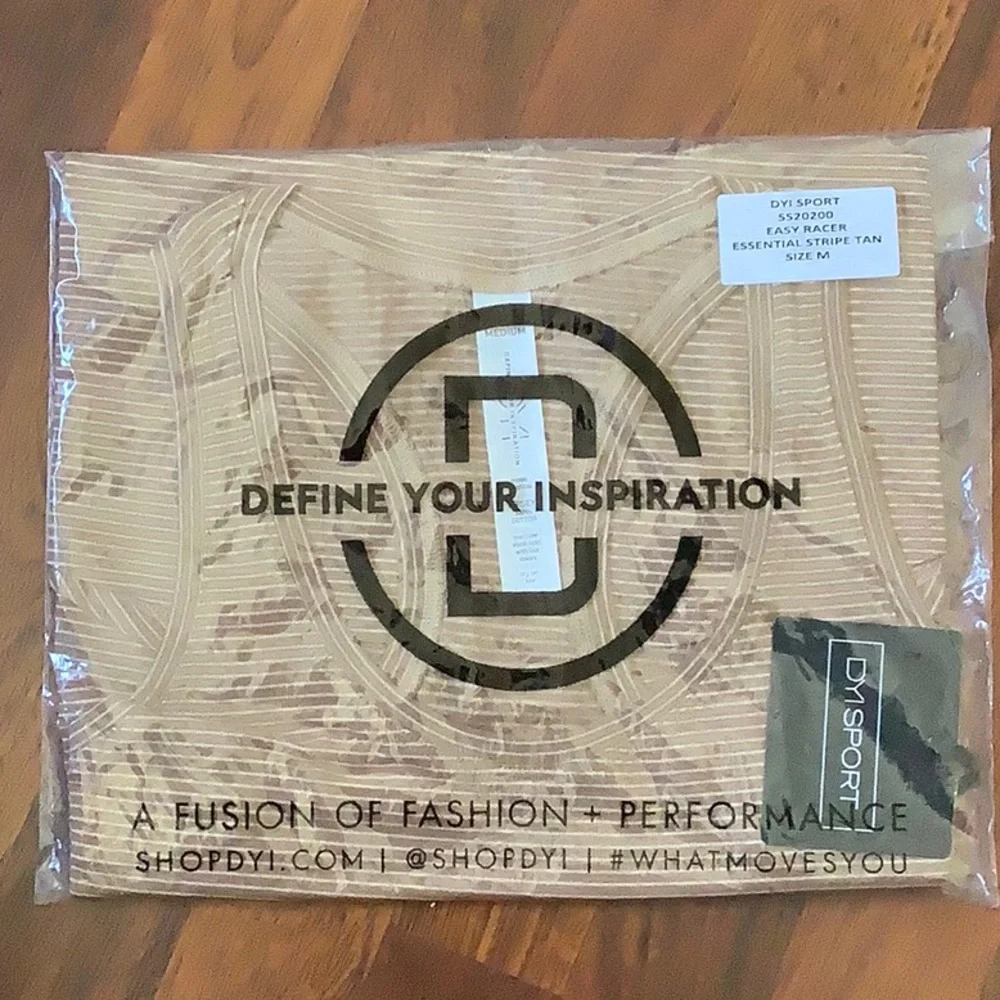 DYI SPORT
SS20200
EASY RACER
ESSENTIAL STRIPE TAN
SIZE M
MEDIUM
DEFINE YOUR INSPIRATION
DYI SPORT
A FUSION OF FASHION + PERFORMANCE
SHOPDYI.COM | @SHOPDYI | #WHATMOVESYOU